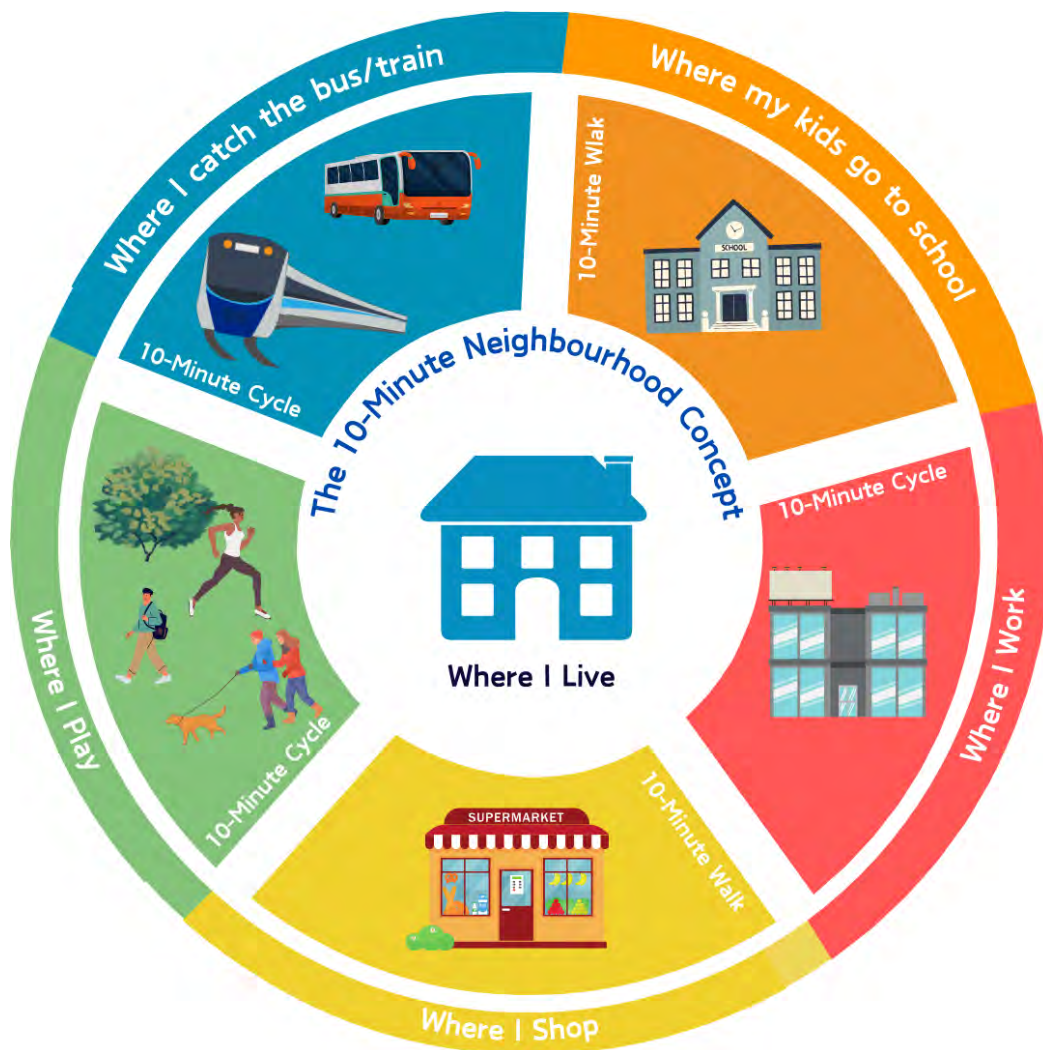 Where I catch the bus/train
10-Minute Cycle
Where my kids go to school
10-Minute Wlak
SCHOOL
Where I Work
10-Minute Cycle
Where I Shop
10-Minute Walk
SUPERMARKET
Where I Play
10-Minute Cycle
The 10-Minute Neighbourhood Concept
Where I Live